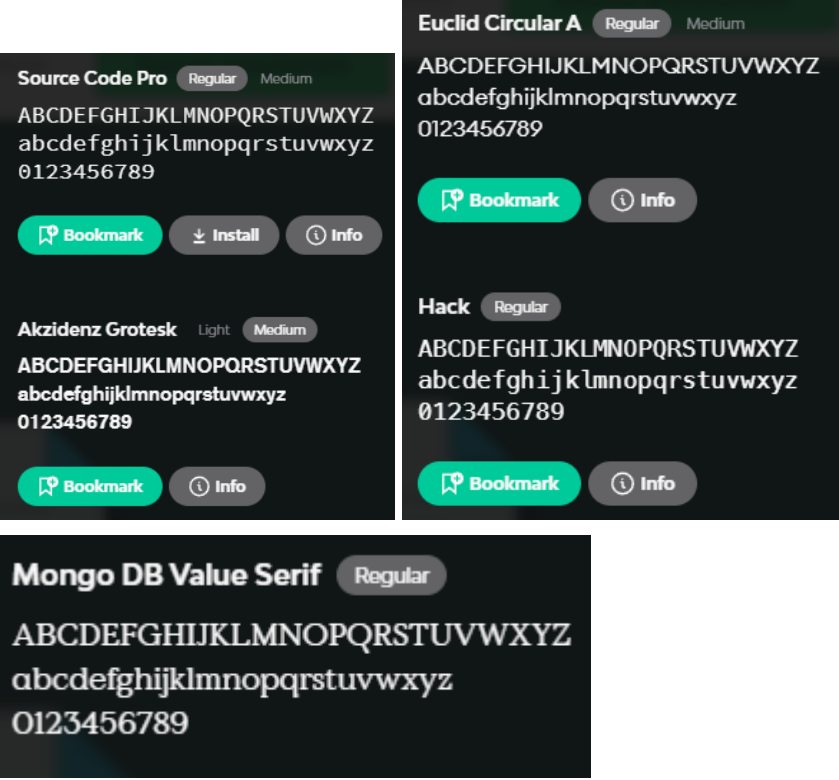 Source Code Pro Regular Medium
ABCDEFGHIJKLMNOPQRSTUVWXYZ
abcdefghijklmnopqrstuvwxyz
0123456789
Bookmark Install Info
Akzidenz Grotesk Light Medium
ABCDEFGHIJKLMNOPQRSTUVWXYZ
abcdefghijklmnopqrstuvwxyz
0123456789
Bookmark Info
Euclid Circular A Regular Medium
ABCDEFGHIJKLMNOPQRSTUVWXYZ
abcdefghijklmnopqrstuvwxyz
0123456789
Bookmark Info
Hack Regular
ABCDEFGHIJKLMNOPQRSTUVWXYZ
abcdefghijklmnopqrstuvwxyz
0123456789
Bookmark Info
Mongo DB Value Serif Regular
ABCDEFGHIJKLMNOPQRSTUVWXYZ
abcdefghijklmnopqrstuvwxyz
0123456789